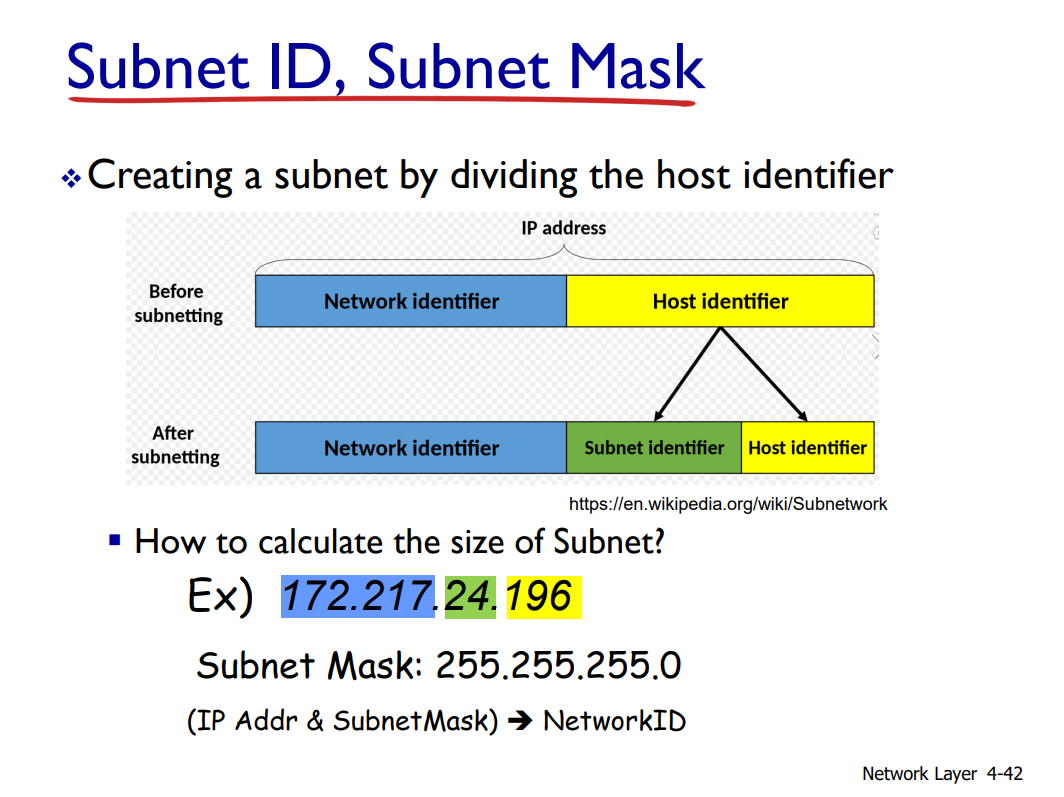 Subnet ID, Subnet Mask
Creating a subnet by dividing the host identifier
IP address
Before
subnetting
Network identifier
Host identifier
After
subnetting
Network identifier
Subnet identifier
Host identifier
https://en.wikipedia.org/wiki/Subnetwork
How to calculate the size of Subnet?
Ex) 172.217.24.196
Subnet Mask: 255.255.255.0
(IP Addr & SubnetMask) ➔ NetworkID
Network Layer 4-42